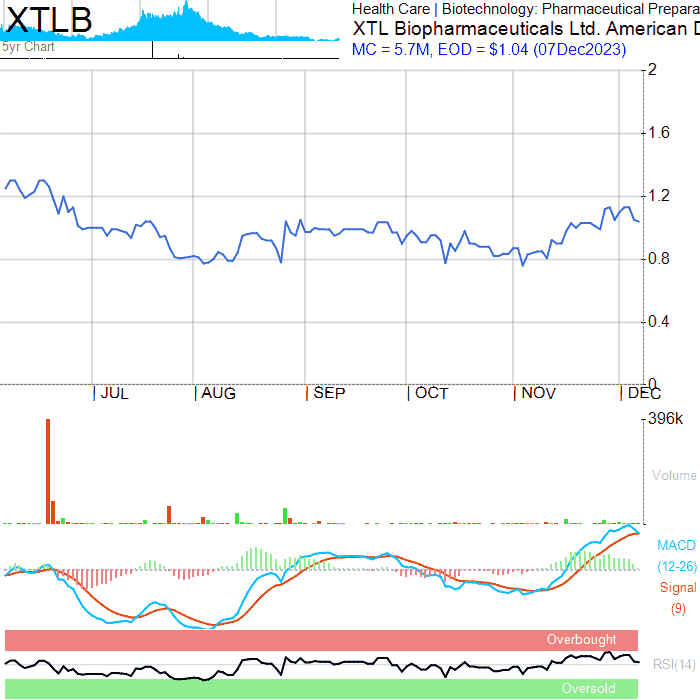 XTLB
5yr Chart
Health Care | Biotechnology: Pharmaceutical Prepara
XTL Biopharmaceuticals Ltd. American D
MC = 5.7M, EOD = $1.04 (07Dec2023)
2
1.6
1.2
0.8
0.4
0
JUL AUG SEP OCT NOV DEC
396k
Volume
MACD
(12-26)
Signal
(9)
Overbought
RSI(14)
Oversold